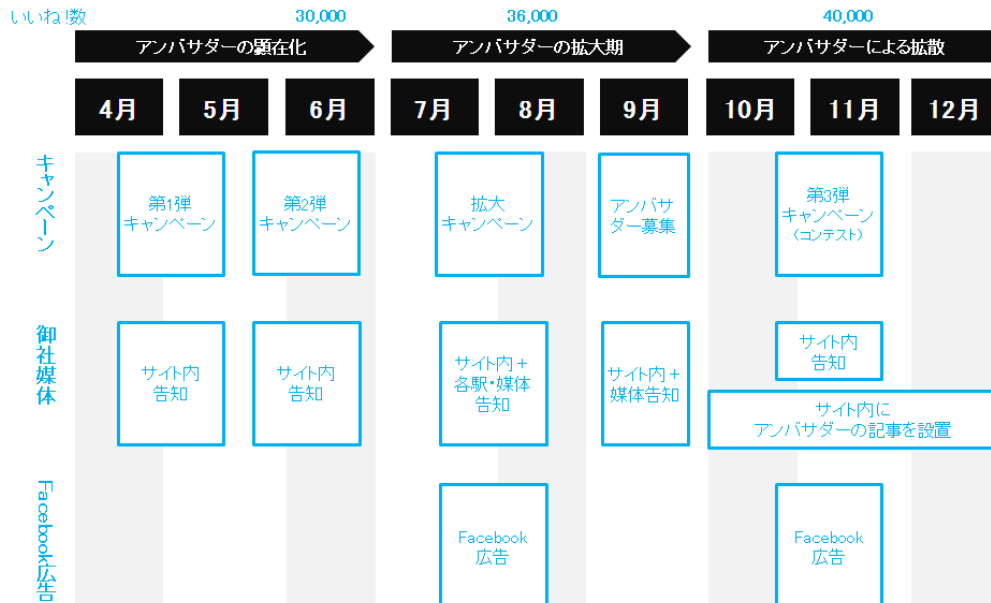 いいね!数
30,000
36,000
40,000
アンバサダーの顕在化
アンバサダーの拡大期
アンバサダーによる拡散
4月
5月
6月
7月
8月
9月
10月
11月
12月
キャンペーン
第1弾
キャンペーン
第2弾
キャンペーン
拡大
キャンペーン
アンバサ
ダー募集
第3弾
キャンペーン
(コンテスト)
御社媒体
サイト内
告知
サイト内
告知
サイト内+
各駅・媒体
告知
サイト内+
媒体告知
サイト内
告知
サイト内に
アンバサダーの記事を設置
Facebook広告
Facebook
広告
Facebook
広告